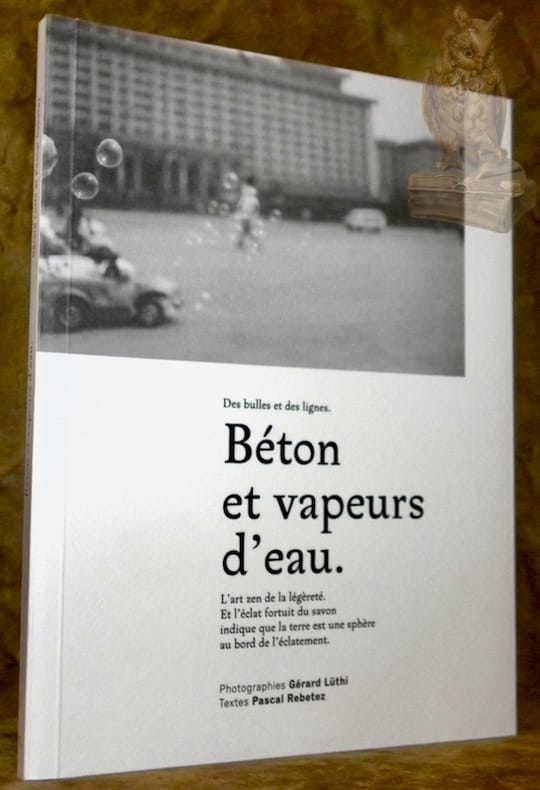 Des bulles et des lignes.
Béton
et vapeurs
d'eau.
L'art zen de la légèreté.
Et l'éclat fortuit du savon
indique que la terre est une sphère
au bord de l'éclatement.
Photographies Gérard Lüthi
Textes Pascal Rebetez